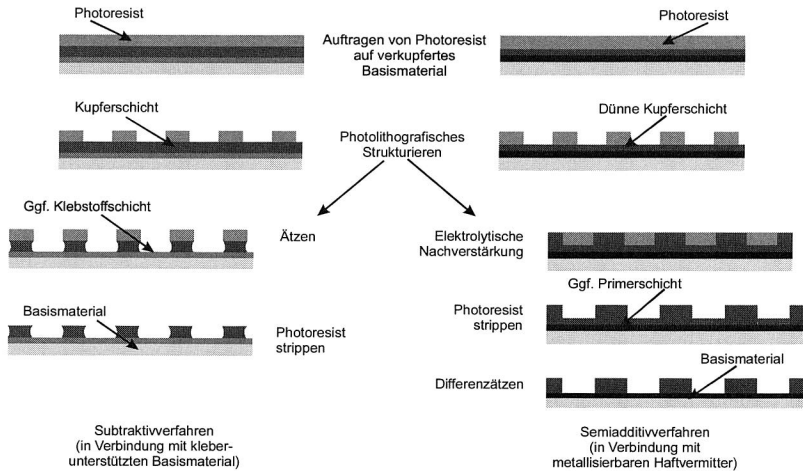 Photoresist
Auftragen von Photoresist
auf verkupfertes
Basismaterial
Photoresist
Kupferschicht
Photolithografisches
Strukturieren
Dünne Kupferschicht
Ggf. Klebstoffschicht
Ätzen
Elektrolytische
Nachverstärkung
Ggf. Primerschicht
Basismaterial
Photoresist
strippen
Photoresist
strippen
Differenzätzen
Basismaterial
Subtraktivverfahren
(in Verbindung mit kleber-
unterstützten Basismaterial)
Semiadditivverfahren
(in Verbindung mit
metallisierbaren Haftvermitter)